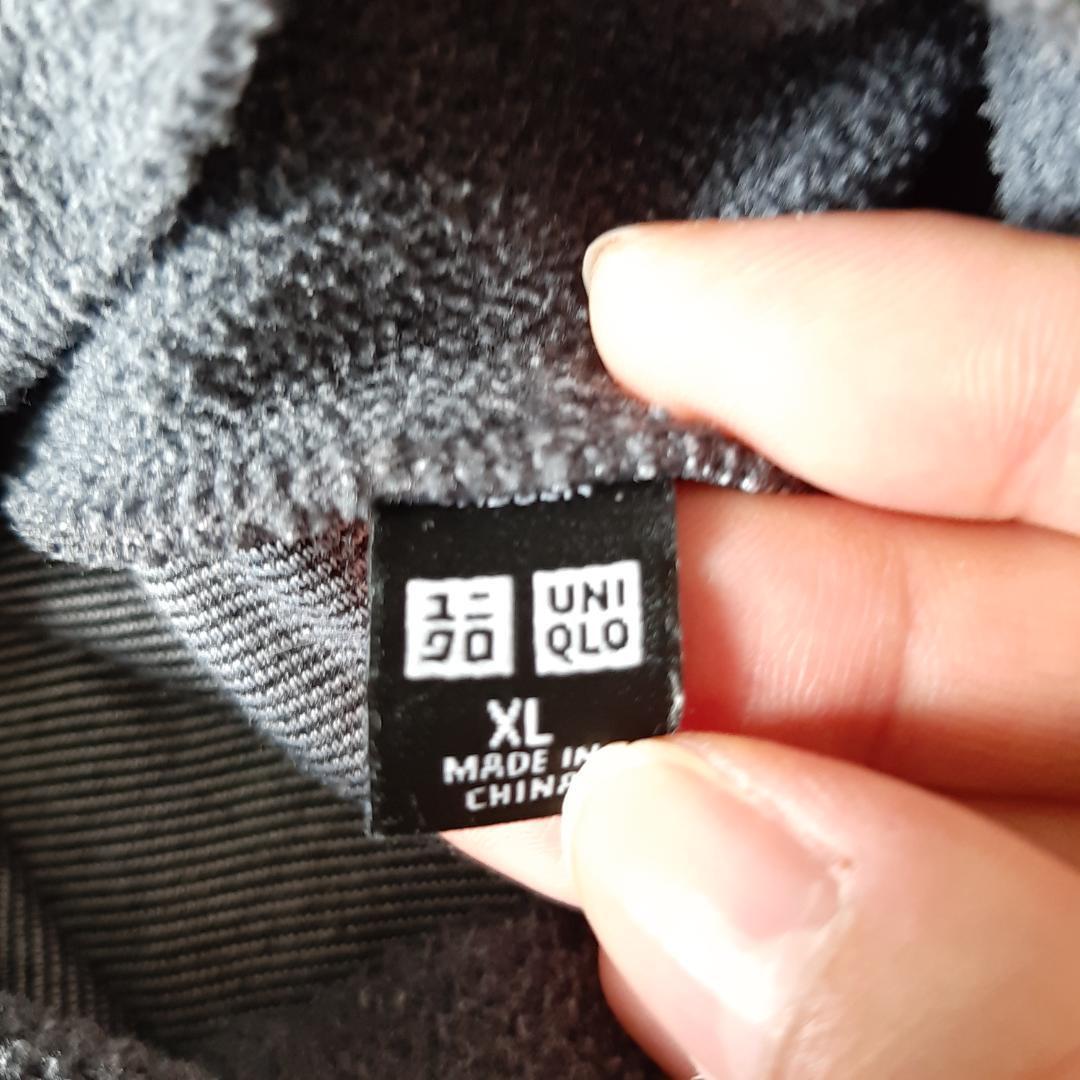 ユニ
クロ
UNI
QLO
XL
MADE IN
CHINA